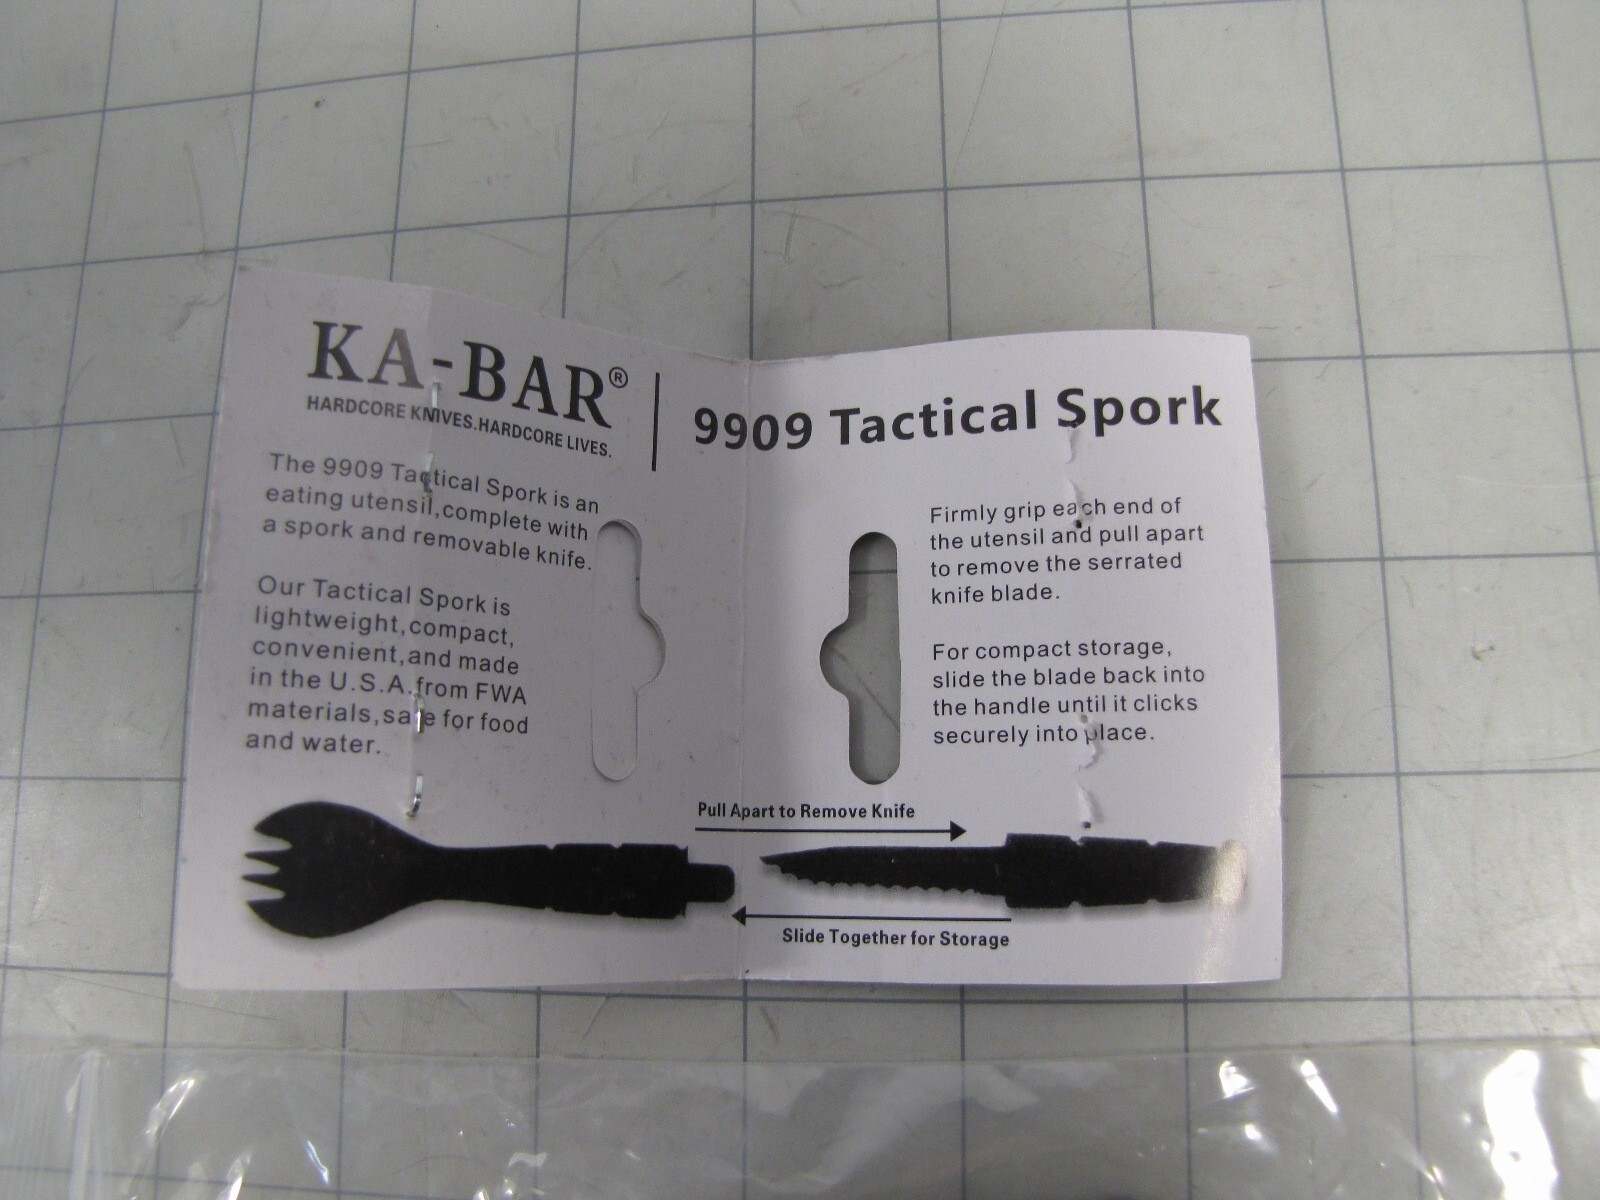 KA-BAR®
HARDCORE KNIVES.HARDCORE LIVES.
9909 Tactical Spork
The 9909 Tactical Spork is an
eating utensil,complete with
a spork and removable knife.
Our Tactical Spork is
lightweight,compact,
convenient,and made
in the U.S.A.from FWA
materials,safe for food
and water.
Firmly grip each end of
the utensil and pull apart
to remove the serrated
knife blade.
For compact storage,
slide the blade back into
the handle until it clicks
securely into place.
Pull Apart to Remove Knife
Slide Together for Storage